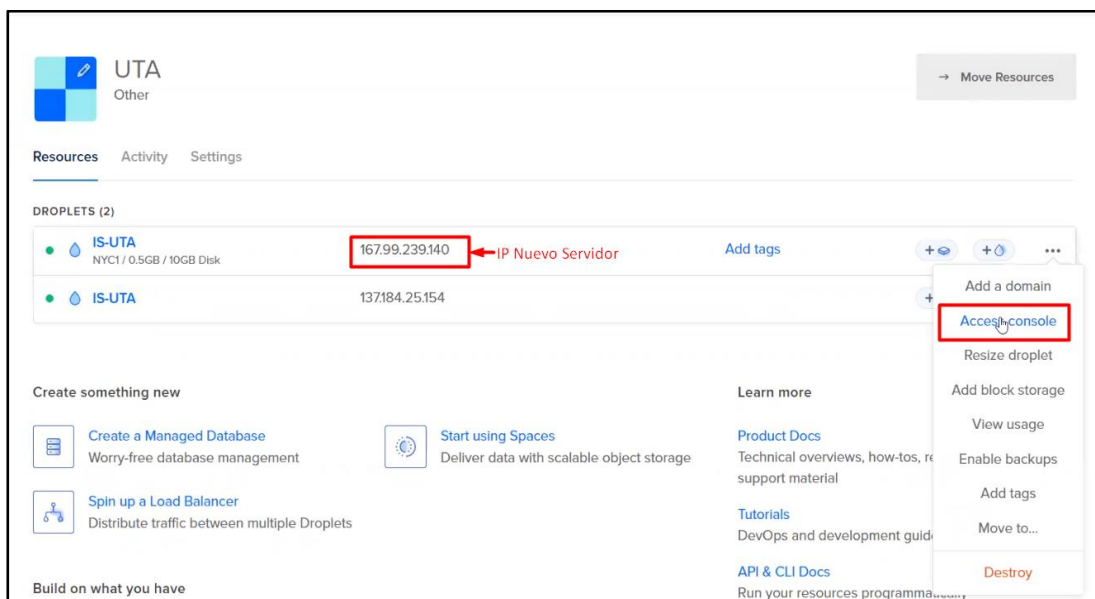 UTA
Other
→ Move Resources
Resources Activity Settings
DROPLETS (2)
IS-UTA 167.99.239.140 IP Nuevo Servidor Add tags + + ...
NYC1 / 0.5GB / 10GB Disk
IS-UTA 137.184.25.154 +
Add a domain
Access console
Resize droplet
Add block storage
View usage
Enable backups
Add tags
Move to...
Destroy
Create something new
Create a Managed Database
Worry-free database management
Start using Spaces
Deliver data with scalable object storage
Spin up a Load Balancer
Distribute traffic between multiple Droplets
Learn more
Product Docs
Technical overviews, how-tos,
support material
Tutorials
DevOps and development
API & CLI Docs
Run your resources programmatically
Build on what you have